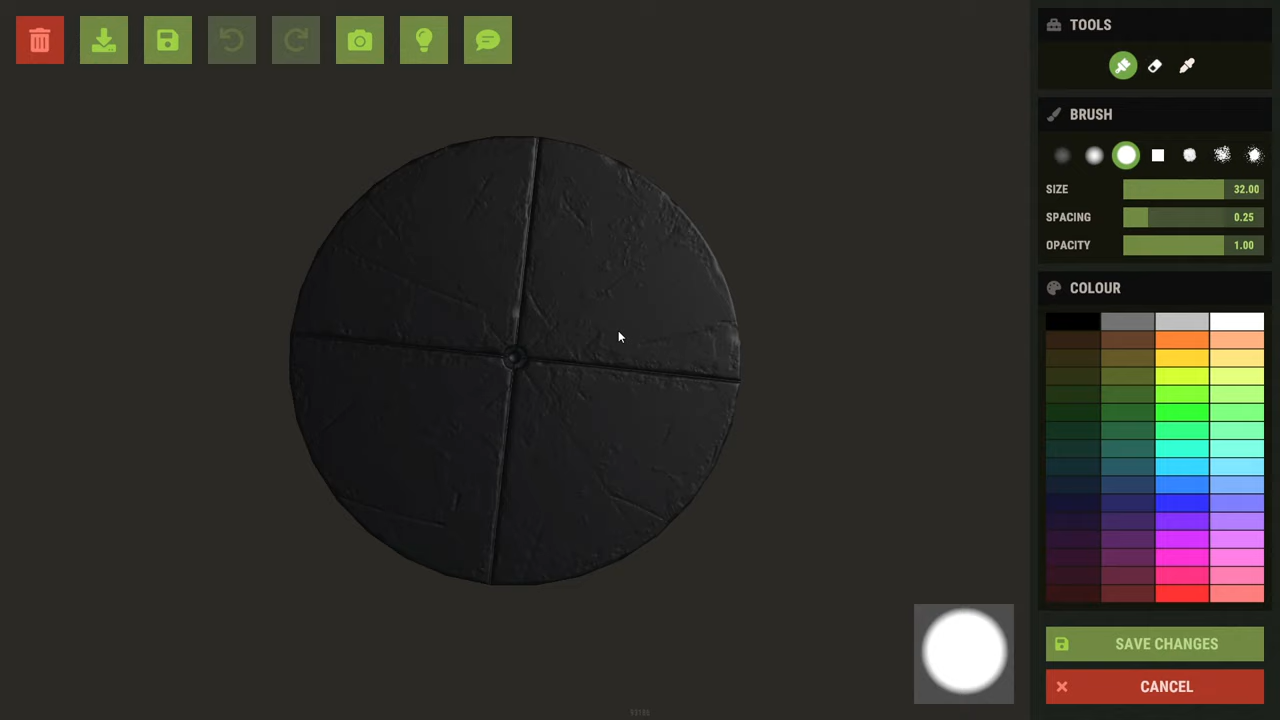 TOOLS
BRUSH
SIZE 32.00
SPACING 0.25
OPACITY 1.00
COLOUR
SAVE CHANGES
CANCEL